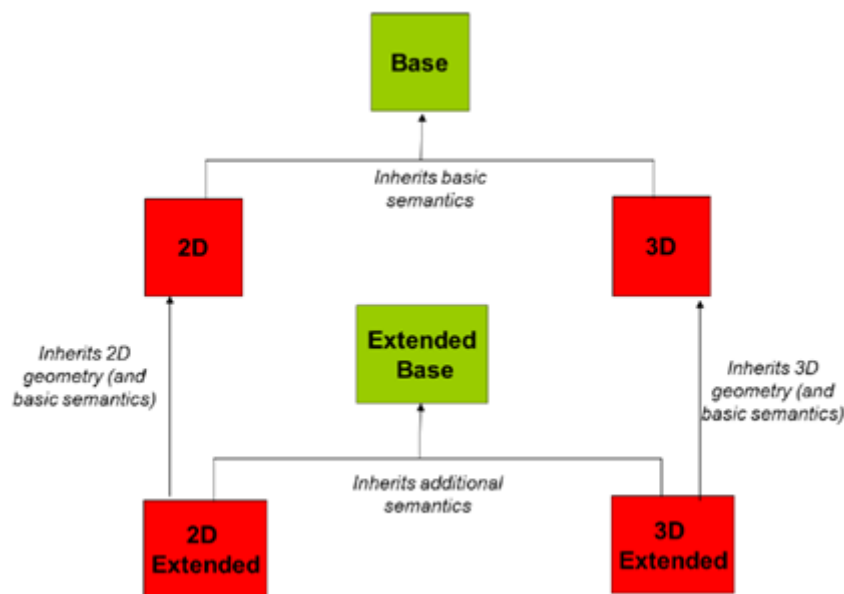 Base
Inherits basic
semantics
2D
3D
Extended
Base
Inherits 2D
geometry (and
basic semantics)
Inherits 3D
geometry (and
basic semantics)
Inherits additional
semantics
2D
Extended
3D
Extended